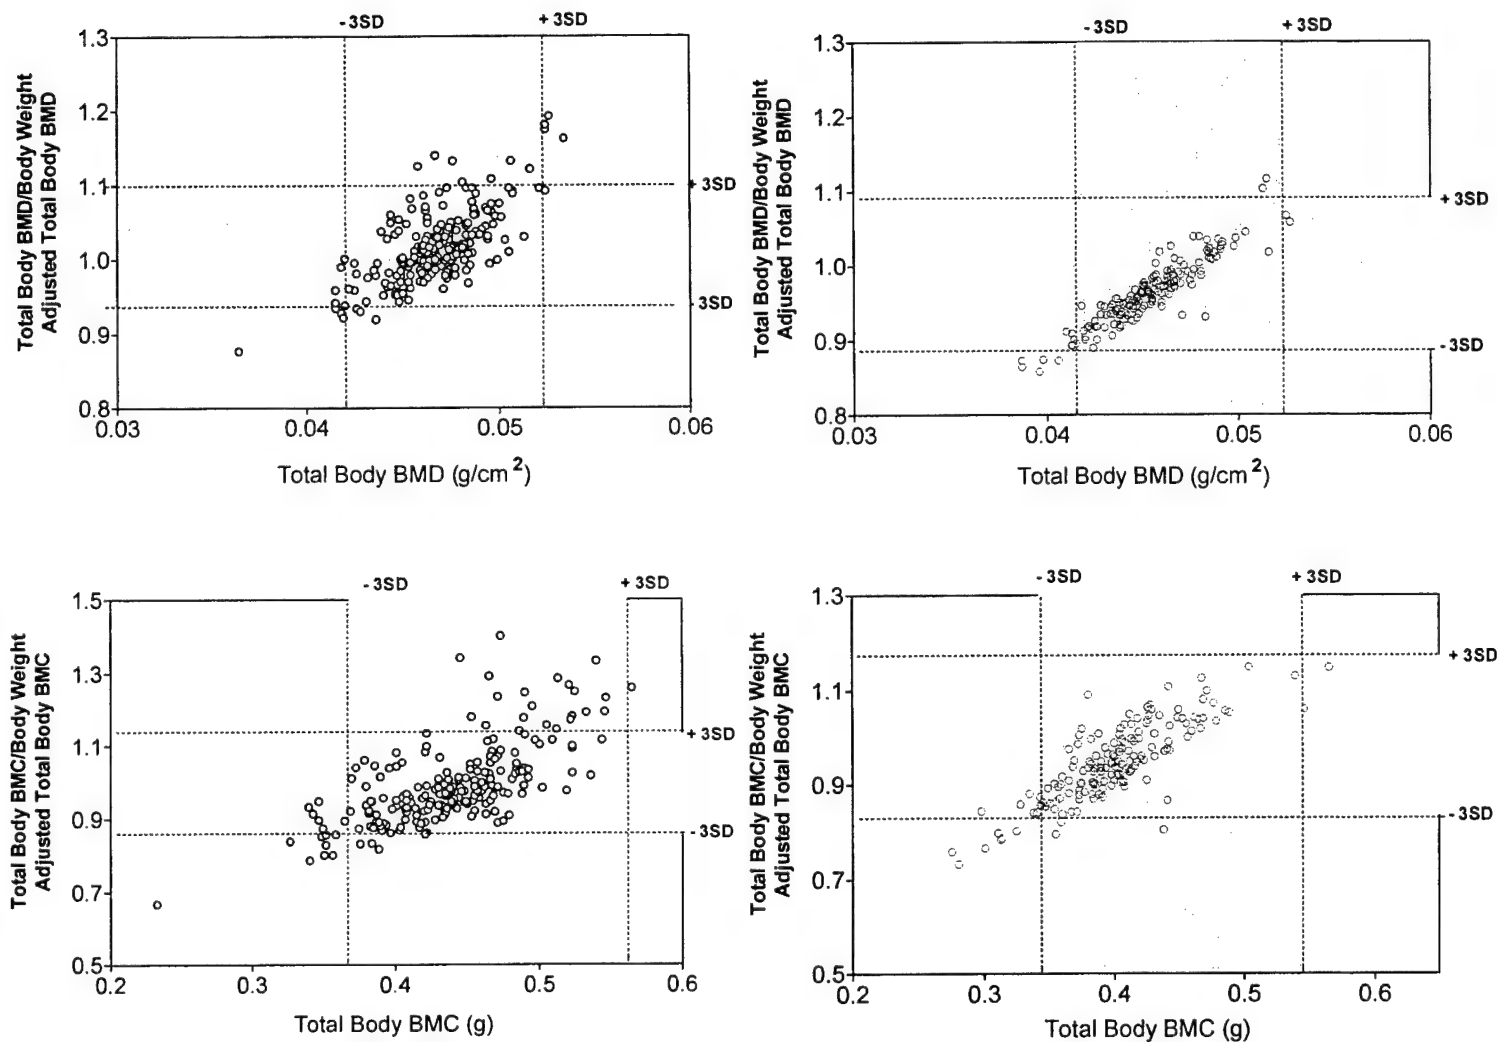 - 3SD + 3SD
1.3
1.2
1.1
1.0
0.9
0.8
+ 3SD
- 3SD
Total Body BMD/Body Weight
Adjusted Total Body BMD
0.03 0.04 0.05 0.06
Total Body BMD (g/cm2)
- 3SD + 3SD
1.3
1.2
1.1
1.0
0.9
0.8
+ 3SD
- 3SD
Total Body BMD/Body Weight
Adjusted Total Body BMD
0.03 0.04 0.05 0.06
Total Body BMD (g/cm2)
- 3SD + 3SD
1.5
1.3
1.1
0.9
0.7
0.5
+ 3SD
- 3SD
Total Body BMC/Body Weight
Adjusted Total Body BMC
0.2 0.3 0.4 0.5 0.6
Total Body BMC (g)
- 3SD + 3SD
1.3
1.1
0.9
0.7
0.5
+ 3SD
- 3SD
Total Body BMC/Body Weight
Adjusted Total Body BMC
0.2 0.3 0.4 0.5 0.6
Total Body BMC (g)